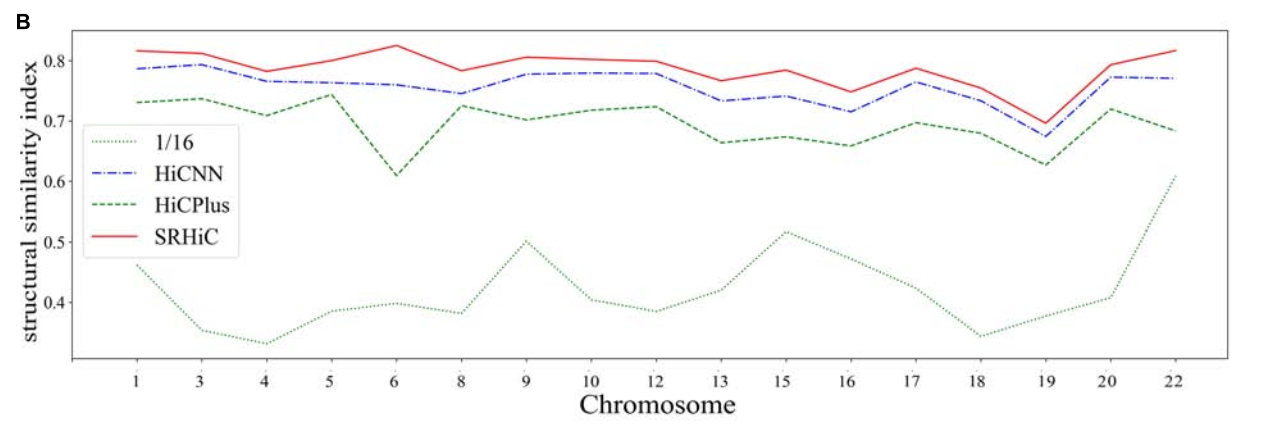 B
structural similarity index
0.8
0.7
0.6
0.5
0.4
1/16
HiCNN
HiCPlus
SRHiC
1 3 4 5 6 8 9 10 12 13 15 16 17 18 19 20 22
Chromosome